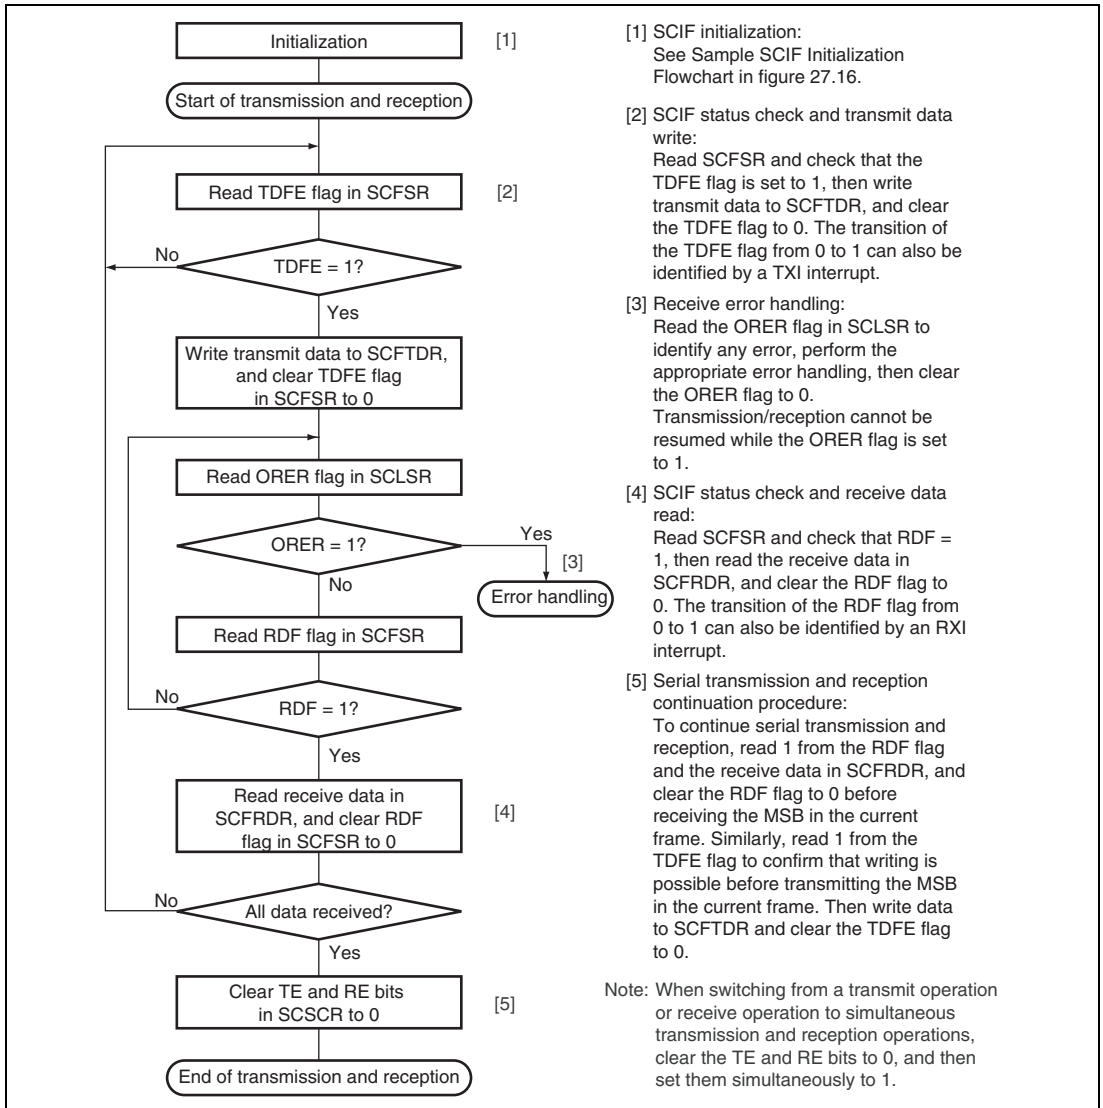 Initialization
[1]
Start of transmission and reception
Read TDFE flag in SCFSR
[2]
No
TDFE = 1?
Yes
Write transmit data to SCFTDR,
and clear TDFE flag
in SCFSR to 0
Read ORER flag in SCLSR
ORER = 1?
Yes
[3]
Error handling
No
Read RDF flag in SCFSR
No
RDF = 1?
Yes
Read receive data in
SCFRDR, and clear RDF
flag in SCFSR to 0
[4]
No
All data received?
Yes
Clear TE and RE bits
in SCSCR to 0
[5]
End of transmission and reception
[1] SCIF initialization:
See Sample SCIF Initialization
Flowchart in figure 27.16.
[2] SCIF status check and transmit data
write:
Read SCFSR and check that the
TDFE flag is set to 1, then write
transmit data to SCFTDR, and clear
the TDFE flag to 0. The transition of
the TDFE flag from 0 to 1 can also be
identified by a TXI interrupt.
[3] Receive error handling:
Read the ORER flag in SCLSR to
identify any error, perform the
appropriate error handling, then clear
the ORER flag to 0.
Transmission/reception cannot be
resumed while the ORER flag is set
to 1.
[4] SCIF status check and receive data
read:
Read SCFSR and check that RDF =
1, then read the receive data in
SCFRDR, and clear the RDF flag to
0. The transition of the RDF flag from
0 to 1 can also be identified by an RXI
interrupt.
[5] Serial transmission and reception
continuation procedure:
To continue serial transmission and
reception, read 1 from the RDF flag
and the receive data in SCFRDR, and
clear the RDF flag to 0 before
receiving the MSB in the current
frame. Similarly, read 1 from the
TDFE flag to confirm that writing is
possible before transmitting the MSB
in the current frame. Then write data
to SCFTDR and clear the TDFE flag
to 0.
Note: When switching from a transmit operation
or receive operation to simultaneous
transmission and reception operations,
clear the TE and RE bits to 0, and then
set them simultaneously to 1.